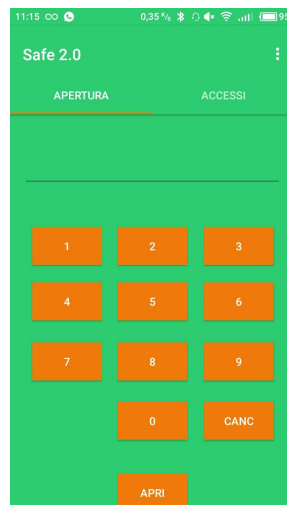 11:15 0,35 K/s 95
Safe 2.0
APERTURA ACCESSI
1 2 3
4 5 6
7 8 9
0 CANC
APRI